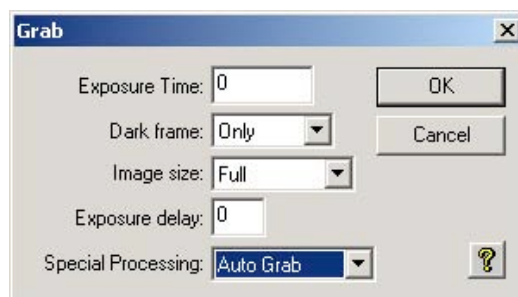 Grab
Exposure Time: 0
OK
Dark frame: Only
Cancel
Image size: Full
Exposure delay: 0
Special Processing: Auto Grab
?